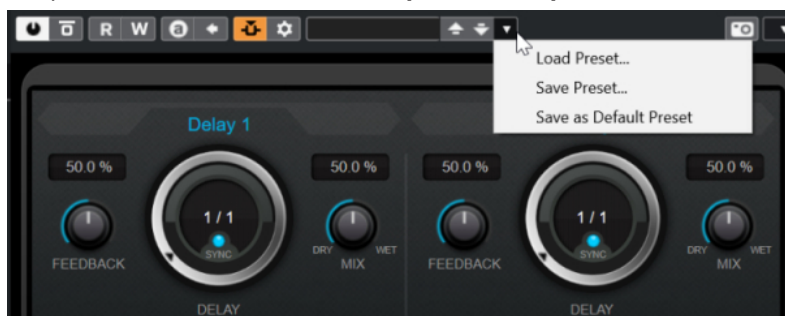 R W a
Load Preset...
Save Preset...
Save as Default Preset
Delay 1
50.0 % 50.0 % 50.0 % 50.0 %
1 / 1 1 / 1
SYNC SYNC
DRY WET DRY WET
FEEDBACK MIX FEEDBACK MIX
DELAY DELAY